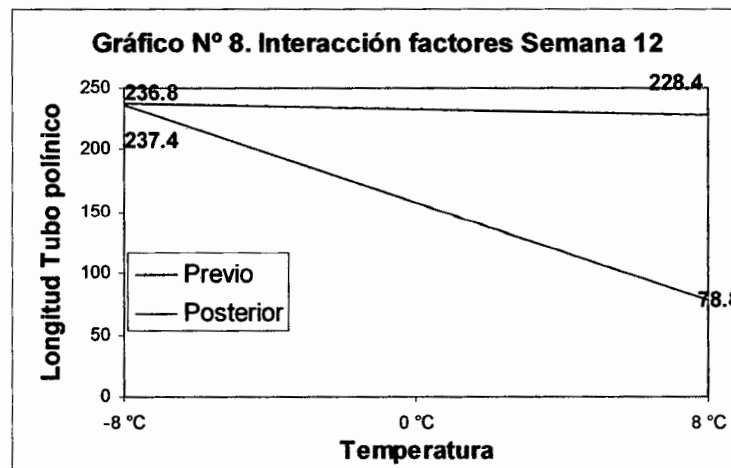 Gráfico Nº 8. Interacción factores Semana 12
Longitud Tubo polínico
250
200
150
100
50
0
236.8
237.4
228.4
78.8
Previo
Posterior
-8 °C
0 °C
8 °C
Temperatura